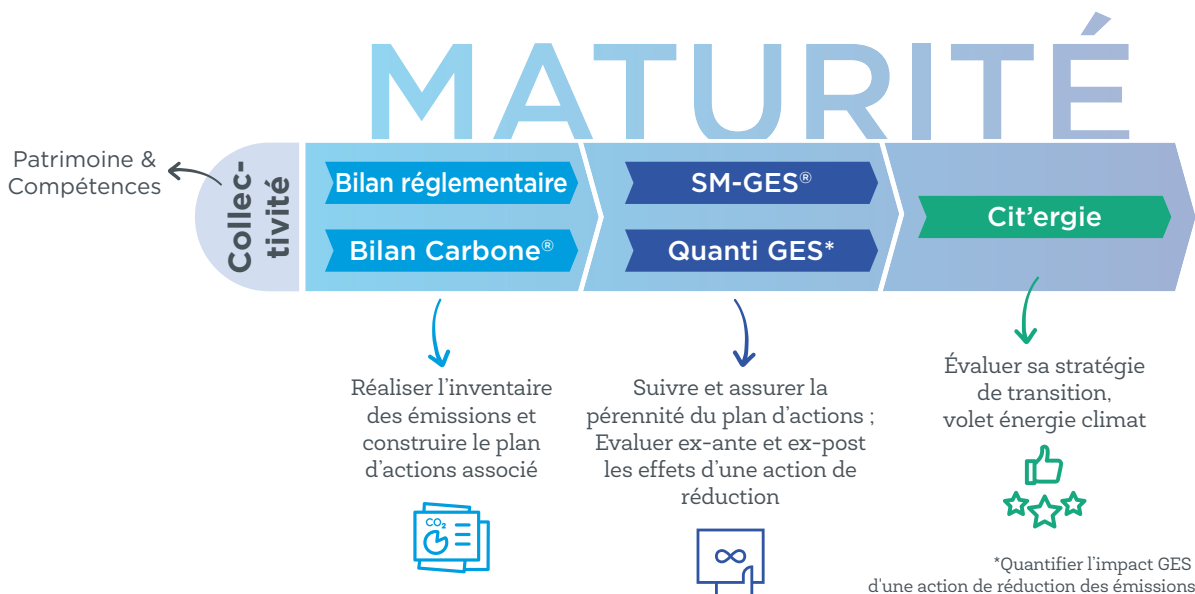 MATURITÉ
Patrimoine &
Compétences
Collec-
tivité
Bilan réglementaire
Bilan Carbone®
SM-GES®
Quanti GES*
Cit'ergie
Réaliser l'inventaire
des émissions et
construire le plan
d'actions associé
CO₂
Suivre et assurer la
pérennité du plan d'actions ;
Evaluer ex-ante et ex-post
les effets d'une action de
réduction
Évaluer sa stratégie
de transition,
volet énergie climat
*Quantifier l'impact GES
d'une action de réduction des émissions